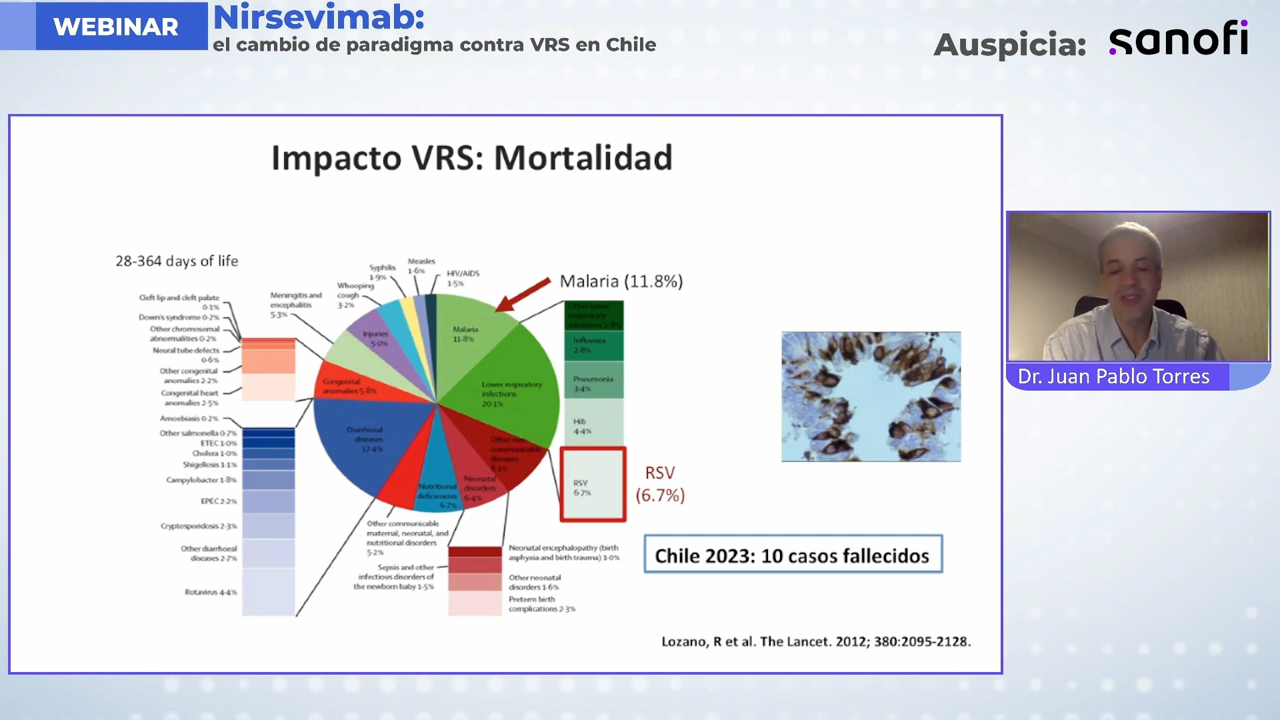 WEBINAR
Nirsevimab:
el cambio de paradigma contra VRS en Chile
Auspicia: sanofi
Impacto VRS: Mortalidad
28-364 days of life
Malaria (11.8%)
Cleft lip and cleft palate
0·1%
Down's syndrome 0·2%
Other chromosomal
abnormalities 0·2%
Neural tube defects
0·6%
Other congenital
anomalies 2·2%
Congenital heart
anomalies 2·5%
Amoebiasis 0·2%
Other salmonella 0·7%
ETEC 1·0%
Cholera 1·0%
Shigellosis 1·1%
Campylobacter 1·8%
EPEC 2·2%
Cryptosporidosis 2·3%
Other diarrhoeal
diseases 2·7%
Rotavirus 4·4%
Meningitis and
encephalitis
5·3%
Whooping
cough
3·2%
Syphilis
1·9%
Measles
1·6%
HIV/AIDS
1·5%
Injuries
5·0%
Malaria
11·8%
Congenital
anomalies 5·8%
Lower respiratory
infections
20·1%
Diarrhoeal
diseases
17·4%
Other non-
communicable
diseases
Neonatal
disorders
6·4%
Nutritional
deficiencies
6·7%
Other communicable
maternal, neonatal, and
nutritional disorders
5·2%
Sepsis and other
infectious disorders of
the newborn baby 1·5%
Neonatal encephalopathy (birth
asphyxia and birth trauma) 1·0%
Other neonatal
disorders 1·6%
Preterm birth
complications 2·3%
Other lower
respiratory
infections
Influenza
2·8%
Pneumonia
3·4%
Hib
4·4%
RSV
6·7%
RSV
(6.7%)
Chile 2023: 10 casos fallecidos
Lozano, R et al. The Lancet. 2012; 380:2095-2128.
Dr. Juan Pablo Torres